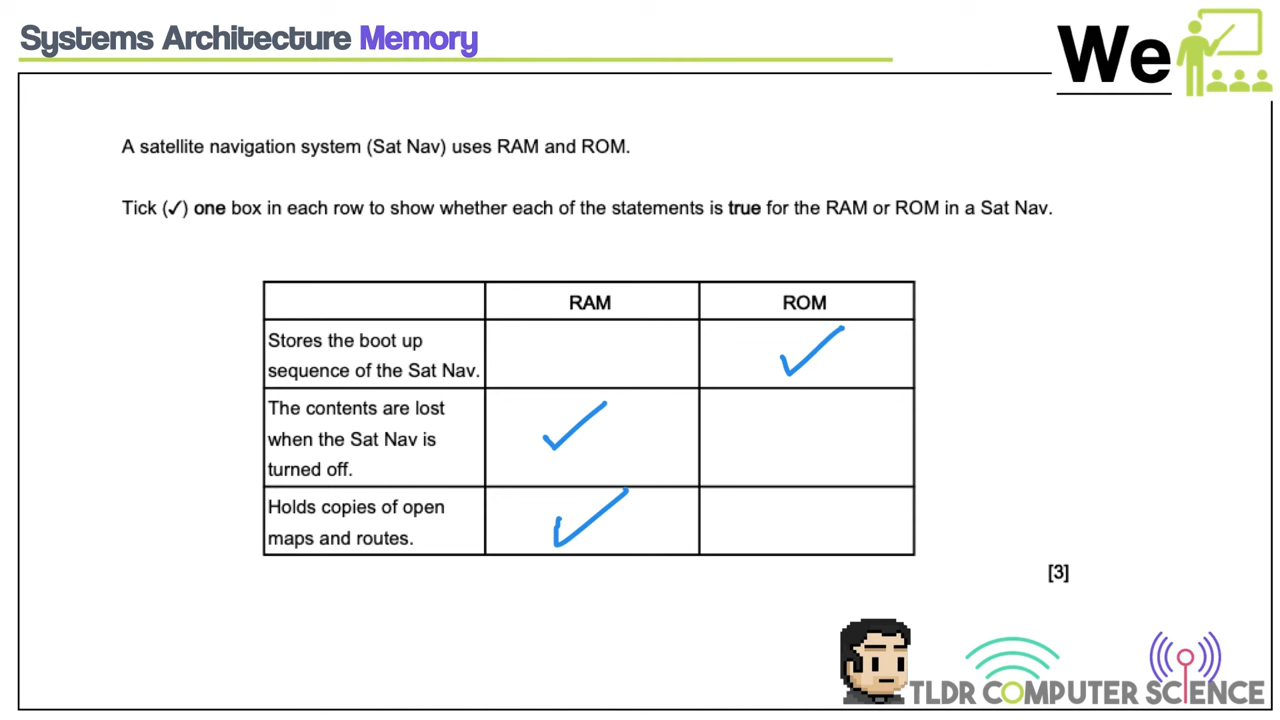 Systems Architecture Memory
We
A satellite navigation system (Sat Nav) uses RAM and ROM.
Tick (✓) one box in each row to show whether each of the statements is true for the RAM or ROM in a Sat Nav.
RAM ROM
Stores the boot up
sequence of the Sat Nav. ✓
The contents are lost
when the Sat Nav is ✓
turned off.
Holds copies of open
maps and routes. ✓
[3]
TLDR COMPUTER SCIENCE